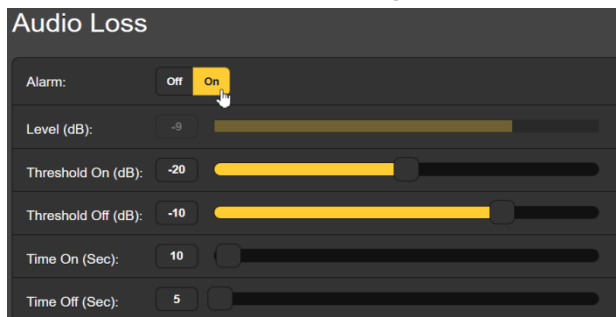 Audio Loss
Alarm: Off On
Level (dB): -9
Threshold On (dB): -20
Threshold Off (dB): -10
Time On (Sec): 10
Time Off (Sec): 5